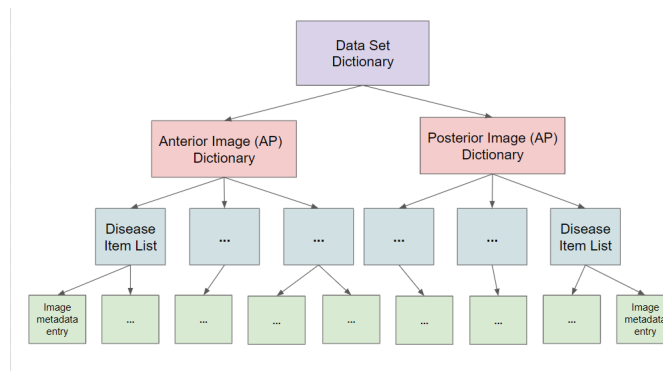 Data Set
Dictionary
Anterior Image (AP)
Dictionary
Posterior Image (AP)
Dictionary
Disease
Item List
...
...
...
...
Disease
Item List
Image
metadata
entry
...
...
...
...
...
...
...
Image
metadata
entry